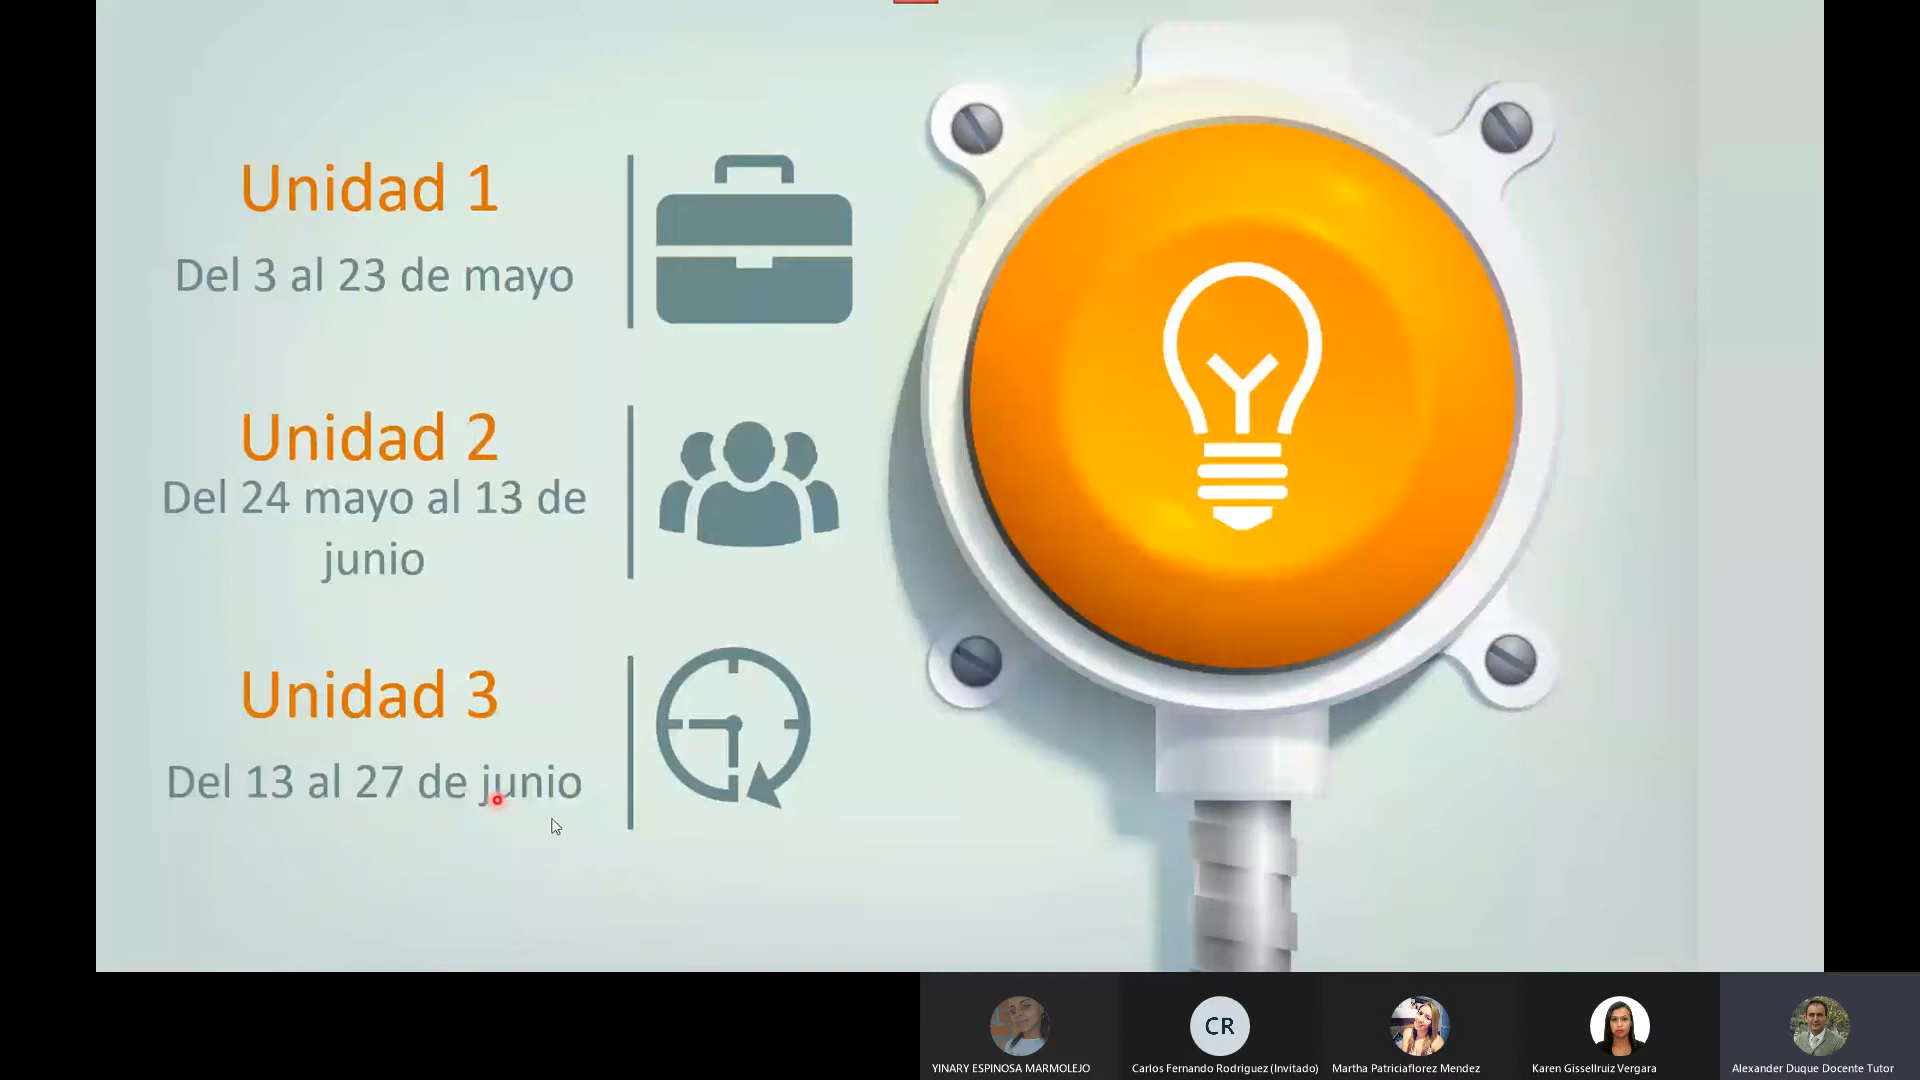 Unidad 1
Del 3 al 23 de mayo
Unidad 2
Del 24 mayo al 13 de
junio
Unidad 3
Del 13 al 27 de junio
CR
YINARY ESPINOSA MARMOLEJO
Carlos Fernando Rodriguez (Invitado)
Martha Patriciaflorez Mendez
Karen Gissellruiz Vergara
Alexander Duque Docente Tutor